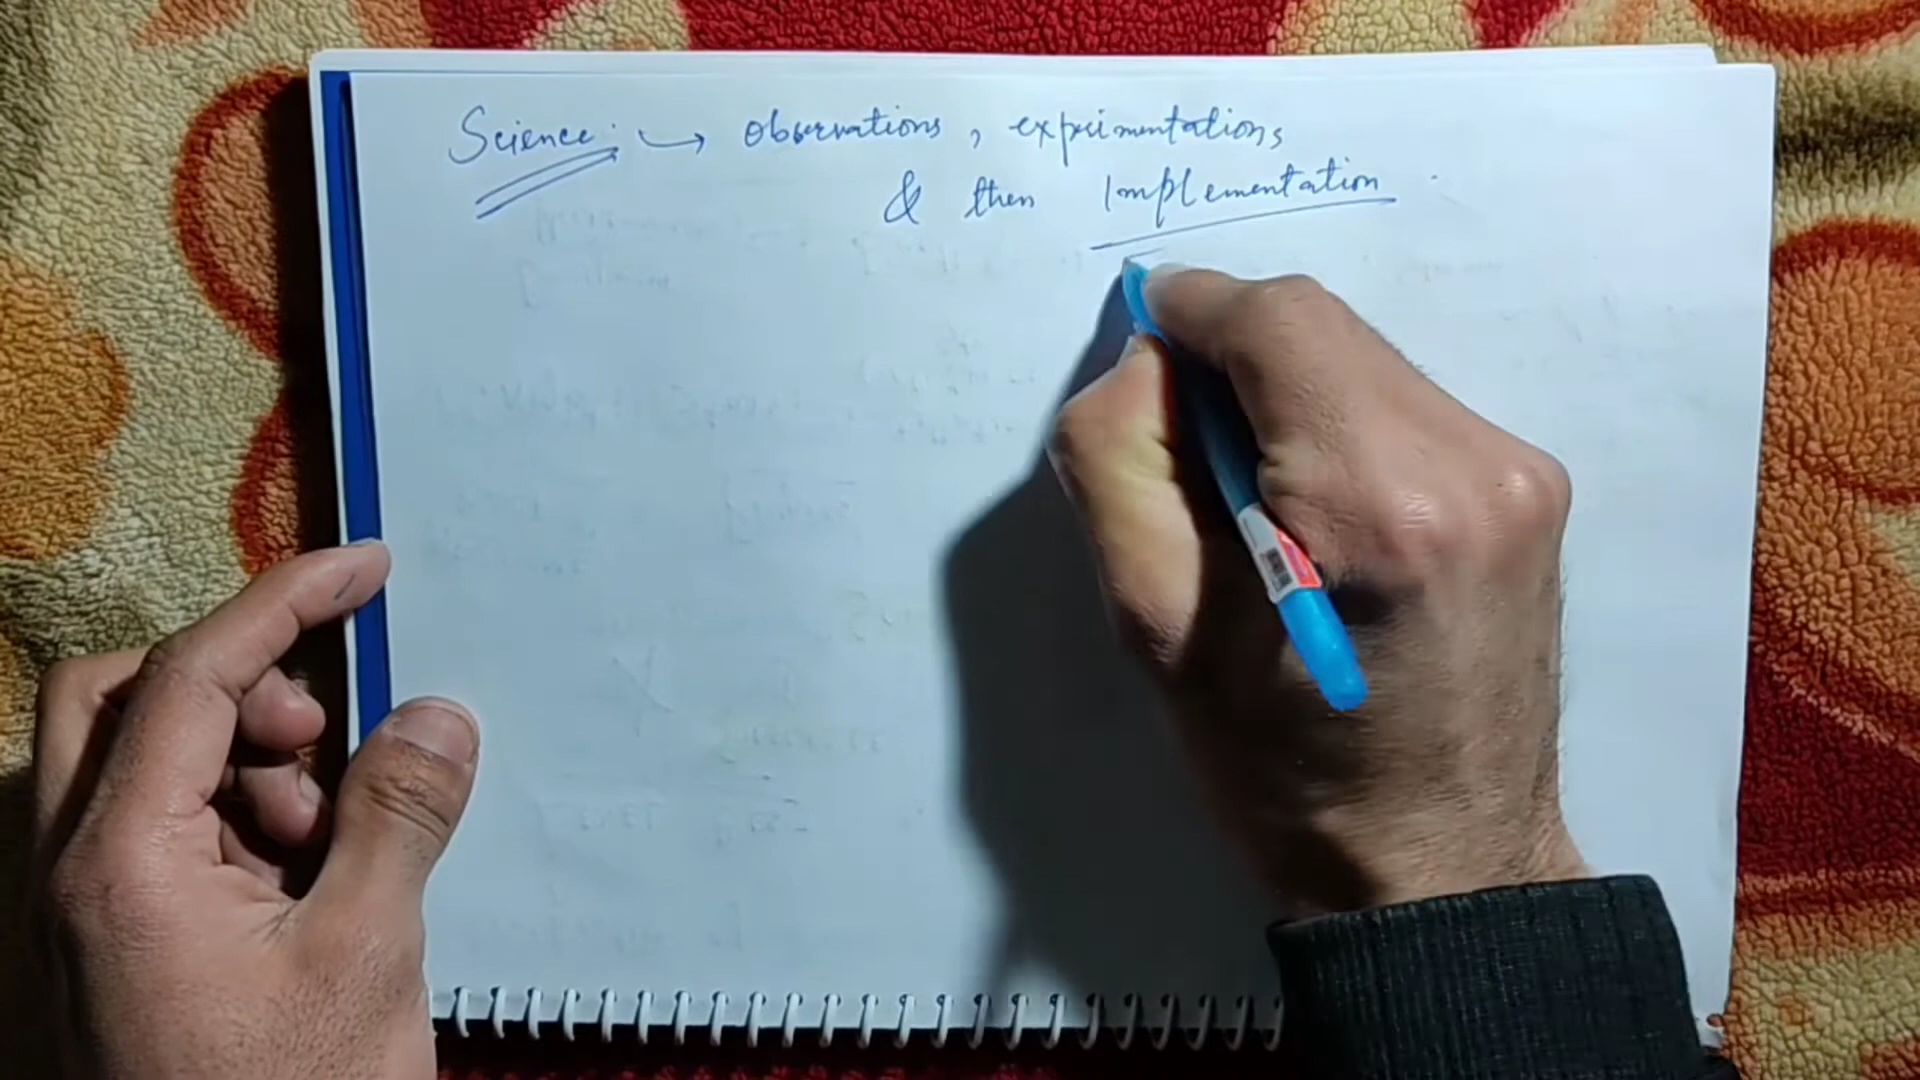 Science: → observations, experimentations
& then Implementation.